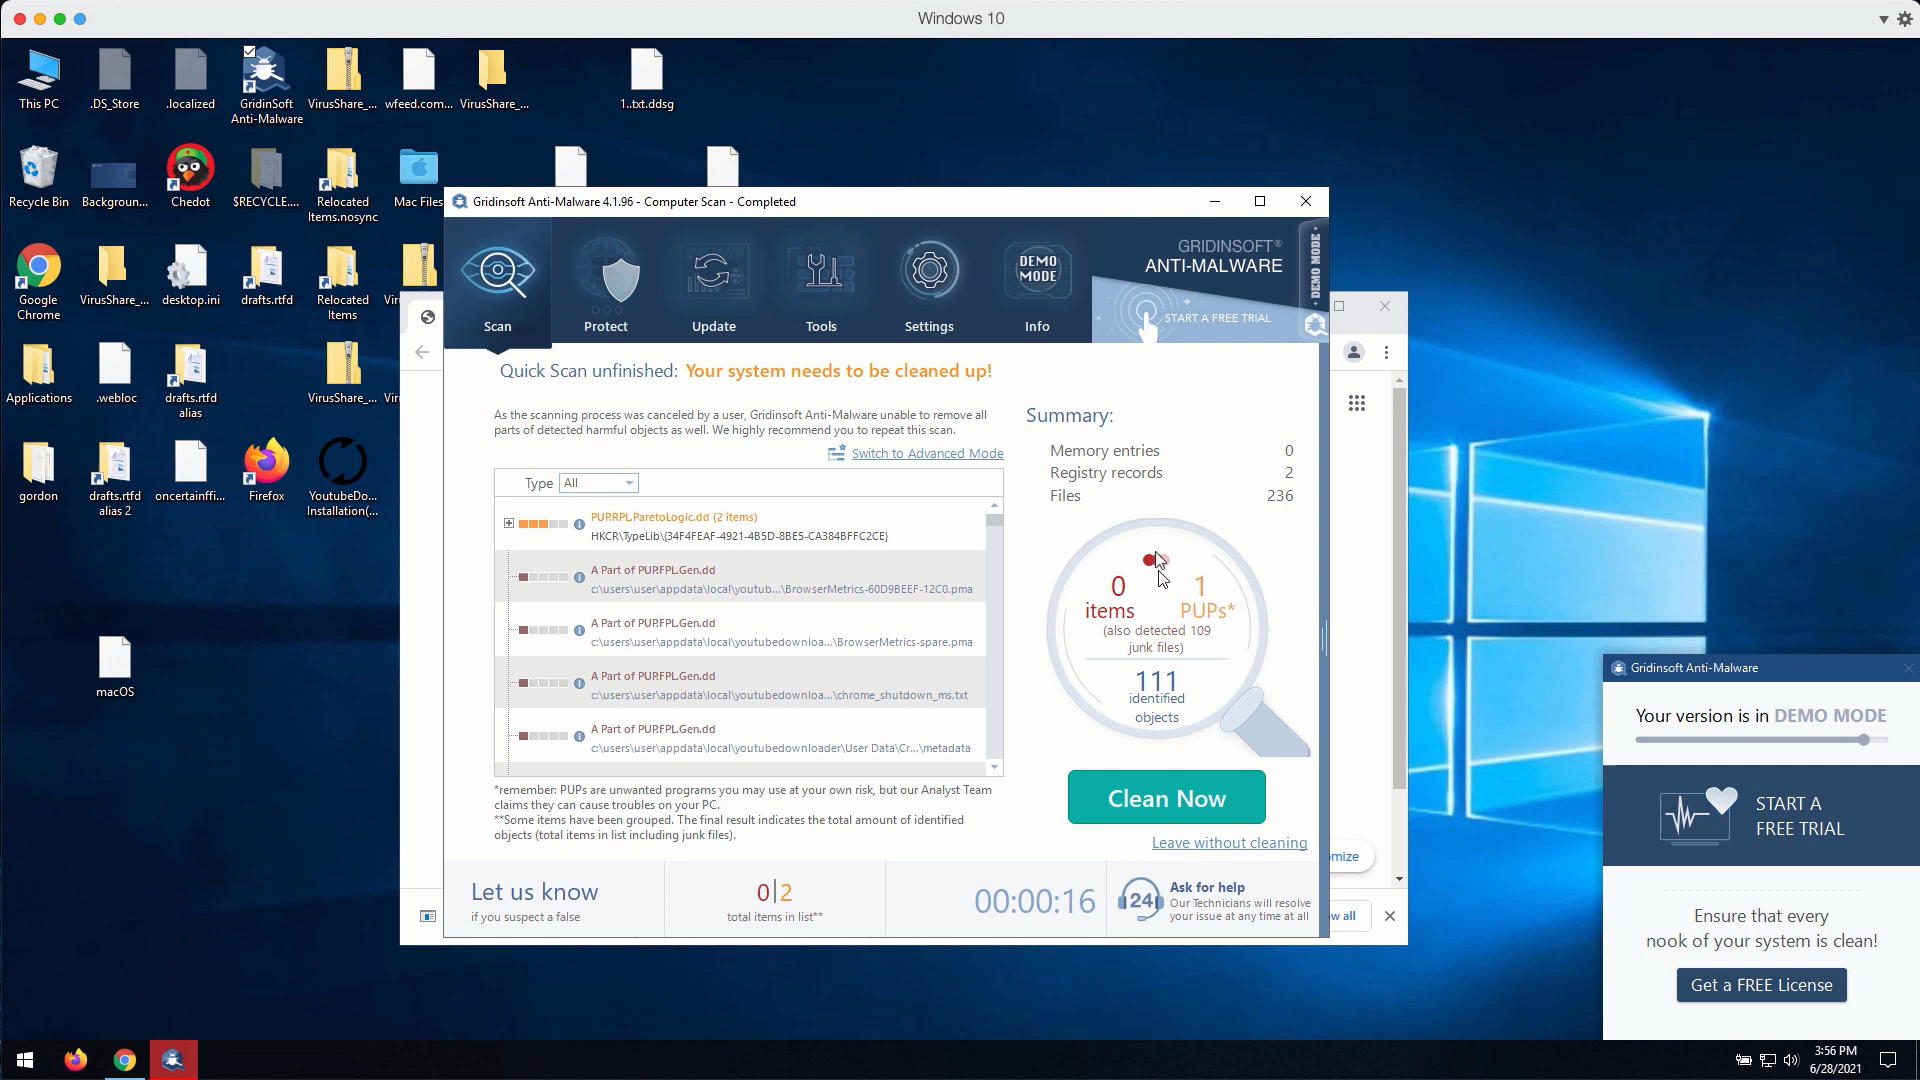 Windows 10
This PC
.DS_Store
.localized
GridinSoft
Anti-Malware
VirusShare_...
wfeed.com...
VirusShare_...
1..txt.ddsg
Recycle Bin
Backgroun...
Chedot
$RECYCLE....
Relocated
Items.nosync
Mac Files
Google
Chrome
VirusShare_...
desktop.ini
drafts.rtfd
Relocated
Items
Applications
.webloc
drafts.rtfd
alias
VirusShare_...
gordon
drafts.rtfd
alias 2
oncertainffi...
Firefox
YoutubeDo...
Installation(...
macOS
Gridinsoft Anti-Malware 4.1.96 - Computer Scan - Completed
Scan
Protect
Update
Tools
Settings
DEMO
MODE
Info
GRIDINSOFT®
ANTI-MALWARE
START A FREE TRIAL
DEMO MODE
Quick Scan unfinished: Your system needs to be cleaned up!
As the scanning process was canceled by a user, Gridinsoft Anti-Malware unable to remove all
parts of detected harmful objects as well. We highly recommend you to repeat this scan.
Switch to Advanced Mode
Type All
PUP.RPL.ParetoLogic.dd (2 items)
HKCR\TypeLib\{34F4FEAF-4921-4B5D-8BE5-CA384BFFC2CE}
A Part of PUP.FPL.Gen.dd
c:\users\user\appdata\local\youtub...\BrowserMetrics-60D9BEEF-12C0.pma
A Part of PUP.FPL.Gen.dd
c:\users\user\appdata\local\youtubedownloa...\BrowserMetrics-spare.pma
A Part of PUP.FPL.Gen.dd
c:\users\user\appdata\local\youtubedownloa...\chrome_shutdown_ms.txt
A Part of PUP.FPL.Gen.dd
c:\users\user\appdata\local\youtubedownloader\User Data\Cr...\metadata
*remember: PUPs are unwanted programs you may use at your own risk, but our Analyst Team
claims they can cause troubles on your PC.
**Some items have been grouped. The final result indicates the total amount of identified
objects (total items in list including junk files).
Summary:
Memory entries 0
Registry records 2
Files 236
0
items
1
PUPs*
(also detected 109
junk files)
111
identified
objects
Clean Now
Leave without cleaning
Let us know
if you suspect a false
0|2
total items in list**
00:00:16
24
Ask for help
Our Technicians will resolve
your issue at any time at all
mize
w all
Gridinsoft Anti-Malware
Your version is in DEMO MODE
START A
FREE TRIAL
Ensure that every
nook of your system is clean!
Get a FREE License
3:56 PM
6/28/2021